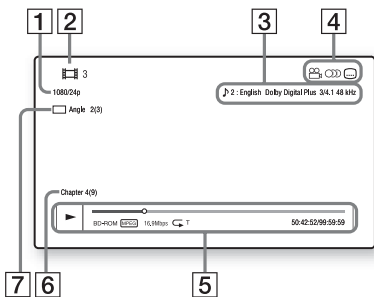 1
2
3
4
3
1080/24p
2 : English Dolby Digital Plus 3/4.1 48 kHz
Angle 2(3)
Chapter 4(9)
BD-ROM MPEG 16.9Mbps T 50:42:52/99:59:59
7
6
5